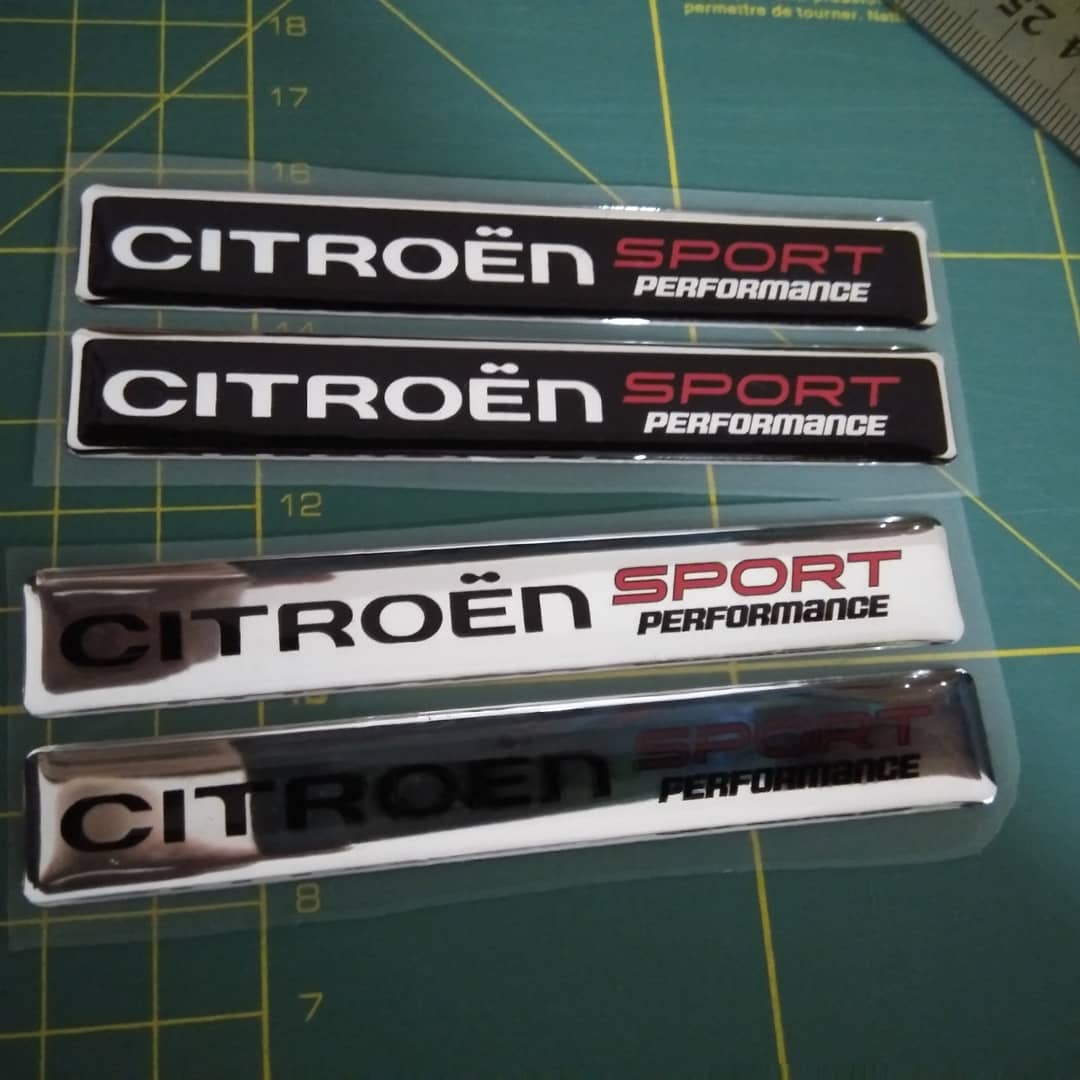 18
permettre de tourner.
17
25
16
CITROËN SPORT
PERFORMANCE
CITROËN SPORT
PERFORMANCE
12
CITROËN SPORT
PERFORMANCE
CITROËN SPORT
PERFORMANCE
8
7